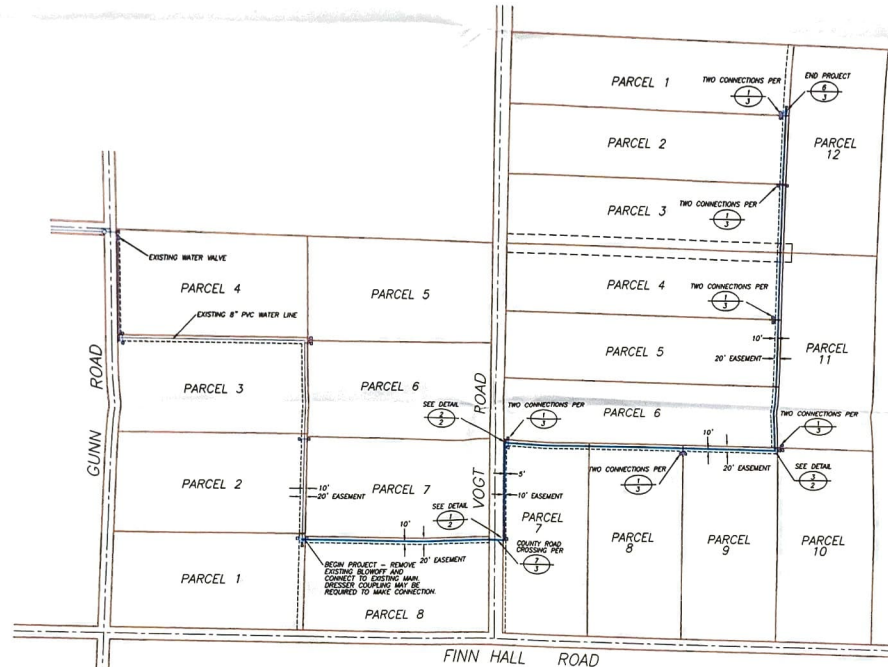 PARCEL 1
TWO CONNECTIONS PER
1
3
END PROJECT
6
3
PARCEL 2
PARCEL
12
PARCEL 3
TWO CONNECTIONS PER
1
3
EXISTING WATER VALVE
PARCEL 4
PARCEL 5
EXISTING 8" PVC WATER LINE
PARCEL 4
TWO CONNECTIONS PER
1
3
10'
20' EASEMENT
PARCEL
11
PARCEL 5
GUNN ROAD
PARCEL 3
PARCEL 6
VOGT ROAD
SEE DETAIL
2
2
TWO CONNECTIONS PER
1
3
PARCEL 6
TWO CONNECTIONS PER
1
3
10'
20' EASEMENT
TWO CONNECTIONS PER
1
3
SEE DETAIL
3
2
PARCEL 2
10'
20' EASEMENT
PARCEL 7
5'
10' EASEMENT
SEE DETAIL
1
2
PARCEL
7
COUNTY ROAD
CROSSING PER
7
3
PARCEL
8
PARCEL
9
PARCEL
10
10'
20' EASEMENT
PARCEL 1
BEGIN PROJECT - REMOVE
EXISTING BLOWOFF AND
CONNECT TO EXISTING MAIN.
DRESSER COUPLING MAY BE
REQUIRED TO MAKE CONNECTION.
PARCEL 8
FINN HALL ROAD